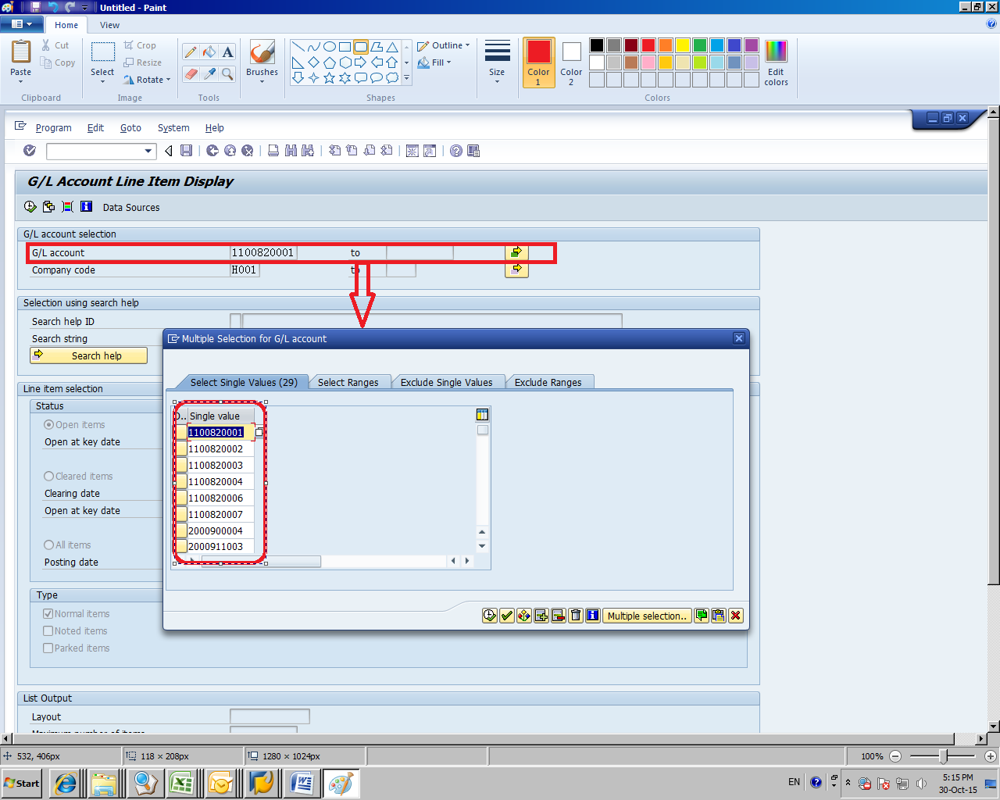 Untitled - Paint
Home View
Paste
Cut
Copy
Clipboard
Select
Crop
Resize
Rotate
Image
A
Tools
Brushes
Outline
Fill
Shapes
Size
Color 1
Color 2
Edit colors
Colors
Program Edit Goto System Help
G/L Account Line Item Display
Data Sources
G/L account selection
G/L account 1100820001 to
Company code H001 to
Selection using search help
Search help ID
Search string
Search help
Line item selection
Status
Open items
Open at key date
Cleared items
Clearing date
Open at key date
All items
Posting date
Type
Normal items
Noted items
Parked items
List Output
Layout
Maximum number of items
Multiple Selection for G/L account
Select Single Values (29) Select Ranges Exclude Single Values Exclude Ranges
O.. Single value
1100820001
1100820002
1100820003
1100820004
1100820006
1100820007
2000900004
2000911003
Multiple selection..
532, 406px 118 × 208px 1280 × 1024px 100%
Start EN 5:15 PM
30-Oct-15